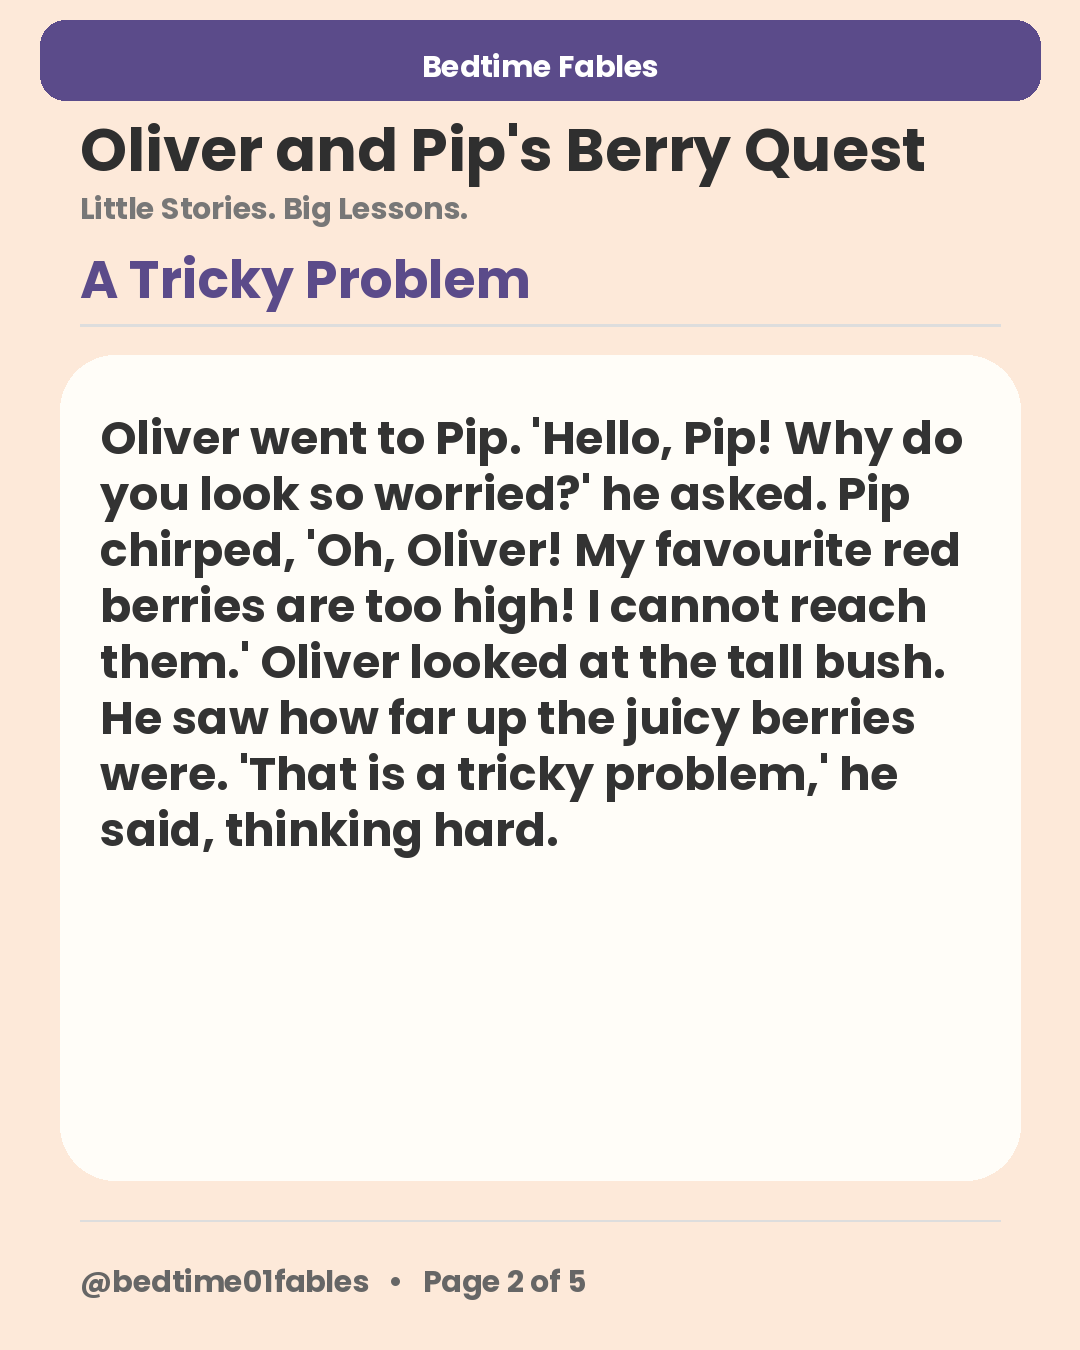 Bedtime Fables
Oliver and Pip's Berry Quest
Little Stories. Big Lessons.
A Tricky Problem
Oliver went to Pip. 'Hello, Pip! Why do
you look so worried?' he asked. Pip
chirped, 'Oh, Oliver! My favourite red
berries are too high! I cannot reach
them.' Oliver looked at the tall bush.
He saw how far up the juicy berries
were. 'That is a tricky problem,' he
said, thinking hard.
@bedtime01fables • Page 2 of 5